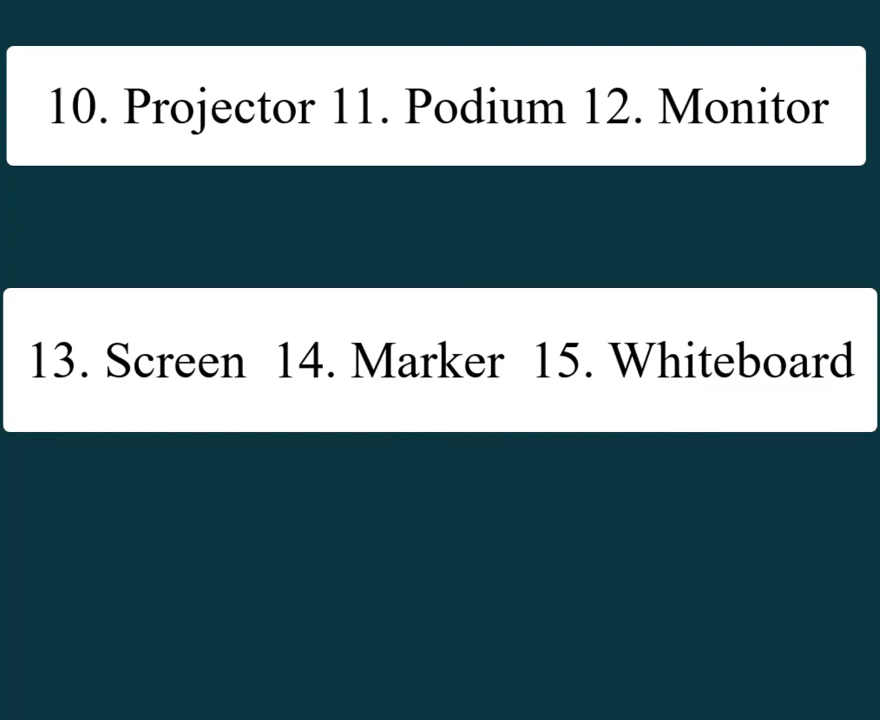 10. Projector 11. Podium 12. Monitor
13. Screen 14. Marker 15. Whiteboard